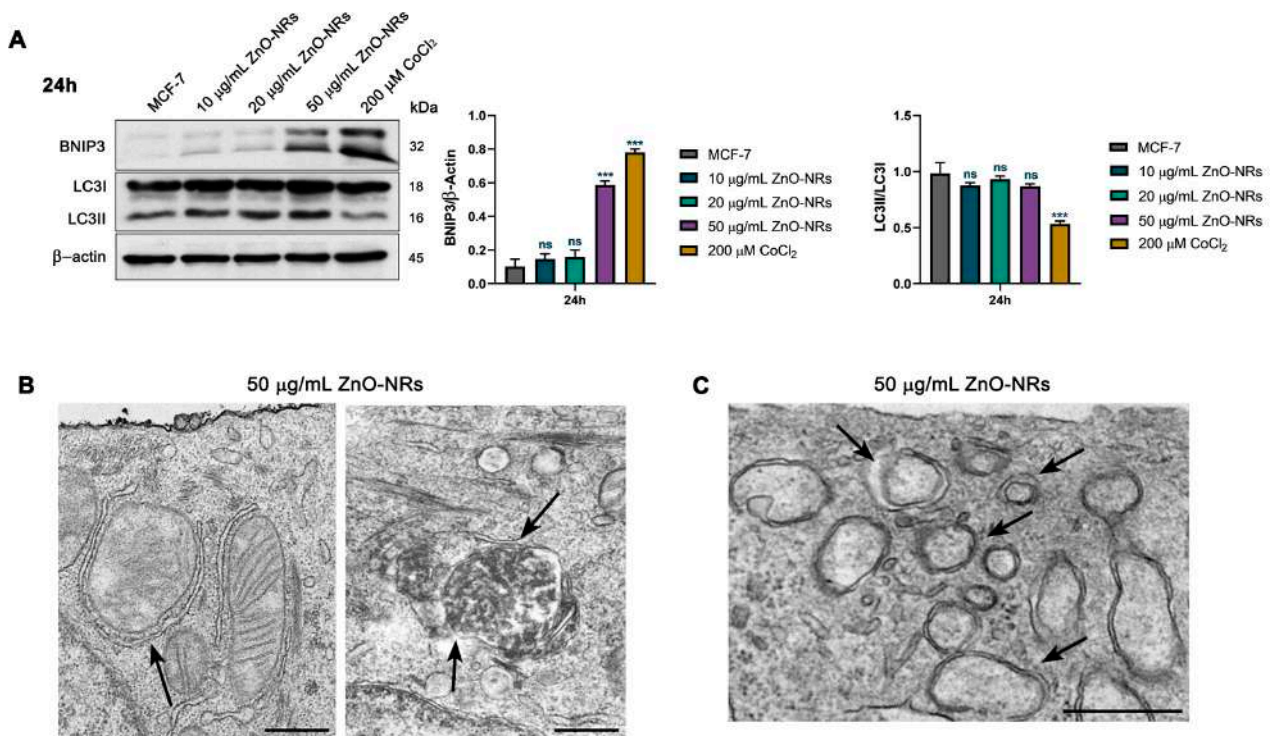 A
24h
MCF-7
10 μg/mL ZnO-NRs
20 μg/mL ZnO-NRs
50 μg/mL ZnO-NRs
200 μM CoCl₂
kDa
BNIP3
32
LC3I
18
LC3II
16
β-actin
45
BNIP3/β-Actin
1.0
0.8
0.6
0.4
0.2
0.0
ns
ns
***
***
24h
MCF-7
10 μg/mL ZnO-NRs
20 μg/mL ZnO-NRs
50 μg/mL ZnO-NRs
200 μM CoCl₂
LC3II/LC3I
1.5
1.0
0.5
0.0
ns
ns
ns
***
24h
MCF-7
10 μg/mL ZnO-NRs
20 μg/mL ZnO-NRs
50 μg/mL ZnO-NRs
200 μM CoCl₂
B
50 μg/mL ZnO-NRs
C
50 μg/mL ZnO-NRs